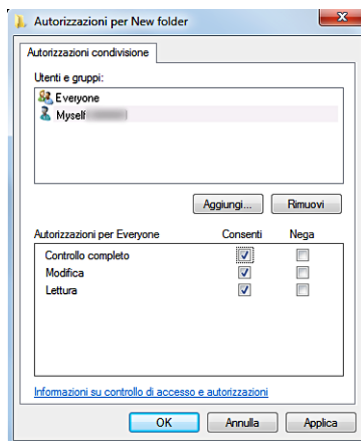 Autorizzazioni per New folder
Autorizzazioni condivisione
Utenti e gruppi:
Everyone
Myself
Aggiungi...
Rimuovi
Autorizzazioni per Everyone
Consenti
Nega
Controllo completo
Modifica
Lettura
Informazioni su controllo di accesso e autorizzazioni
OK
Annulla
Applica